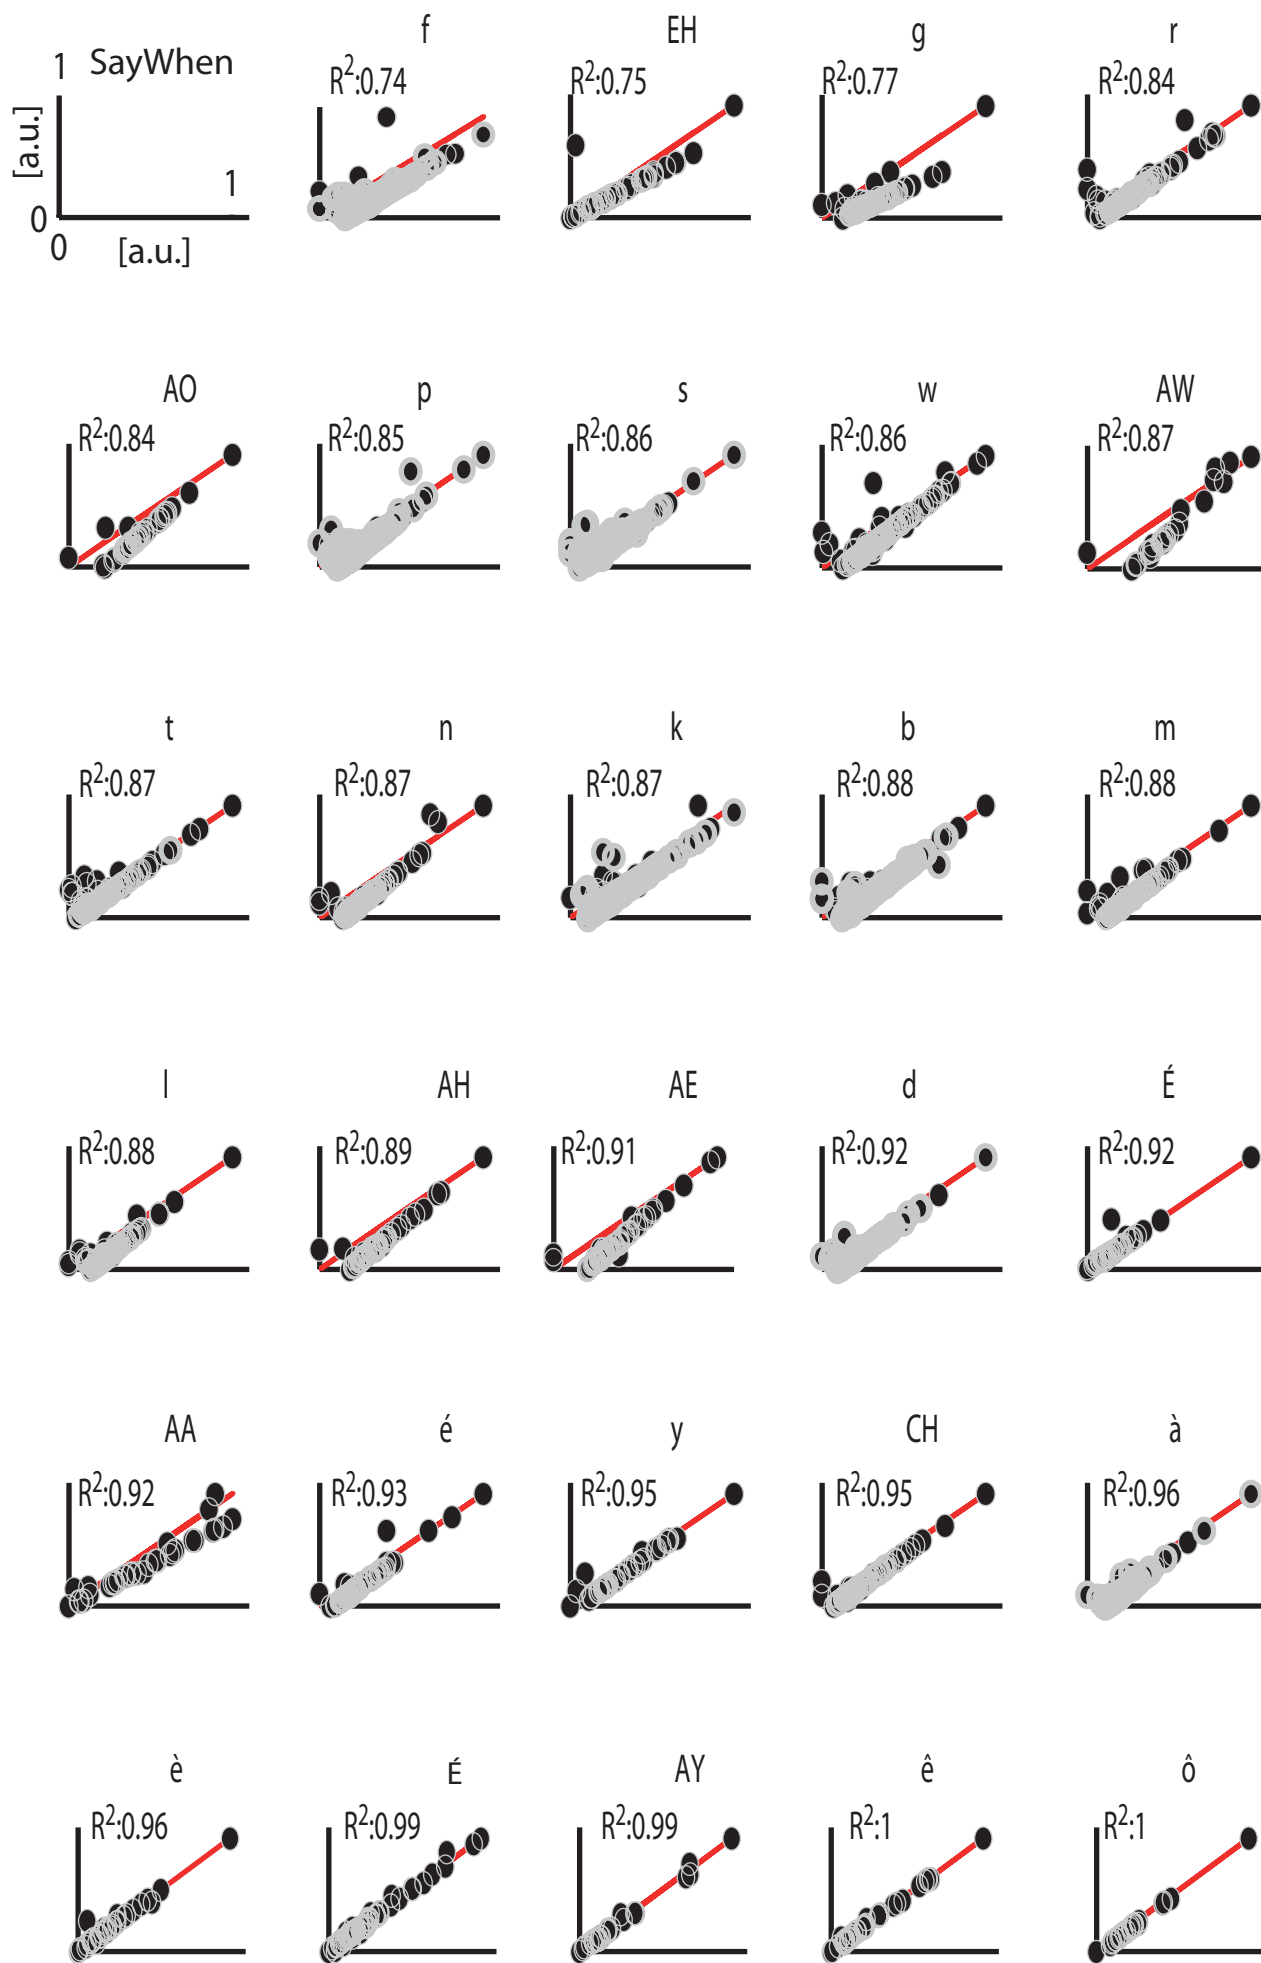 f EH g r
1 SayWhen R²:0.74 R²:0.75 R²:0.77 R²:0.84
[a.u.]
1
0
0 [a.u.]
AO p s w AW
R²:0.84 R²:0.85 R²:0.86 R²:0.86 R²:0.87
t n k b m
R²:0.87 R²:0.87 R²:0.87 R²:0.88 R²:0.88
l AH AE d É
R²:0.88 R²:0.89 R²:0.91 R²:0.92 R²:0.92
AA é y CH à
R²:0.92 R²:0.93 R²:0.95 R²:0.95 R²:0.96
è É AY ê ô
R²:0.96 R²:0.99 R²:0.99 R²:1 R²:1